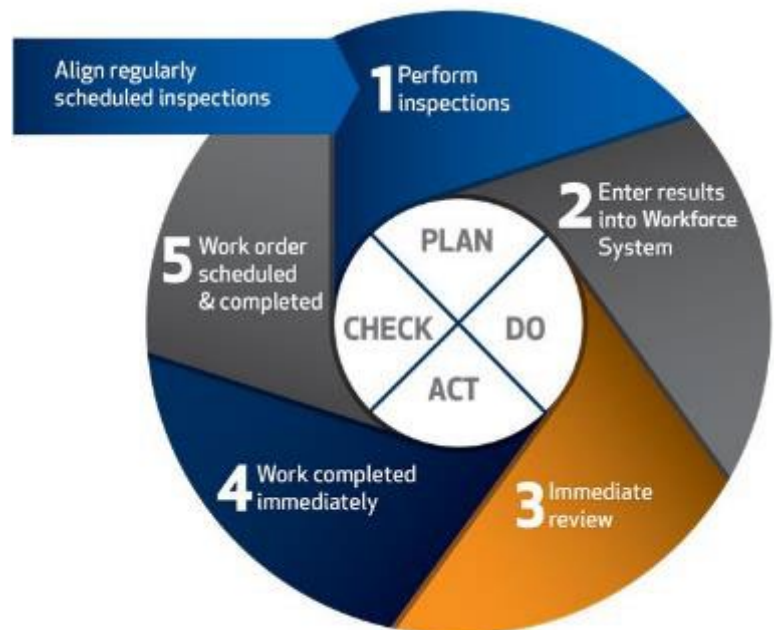 Align regularly
scheduled inspections
1 Perform
inspections
2 Enter results
into Workforce
System
3 Immediate
review
4 Work completed
immediately
5 Work order
scheduled
& completed
PLAN
DO
ACT
CHECK